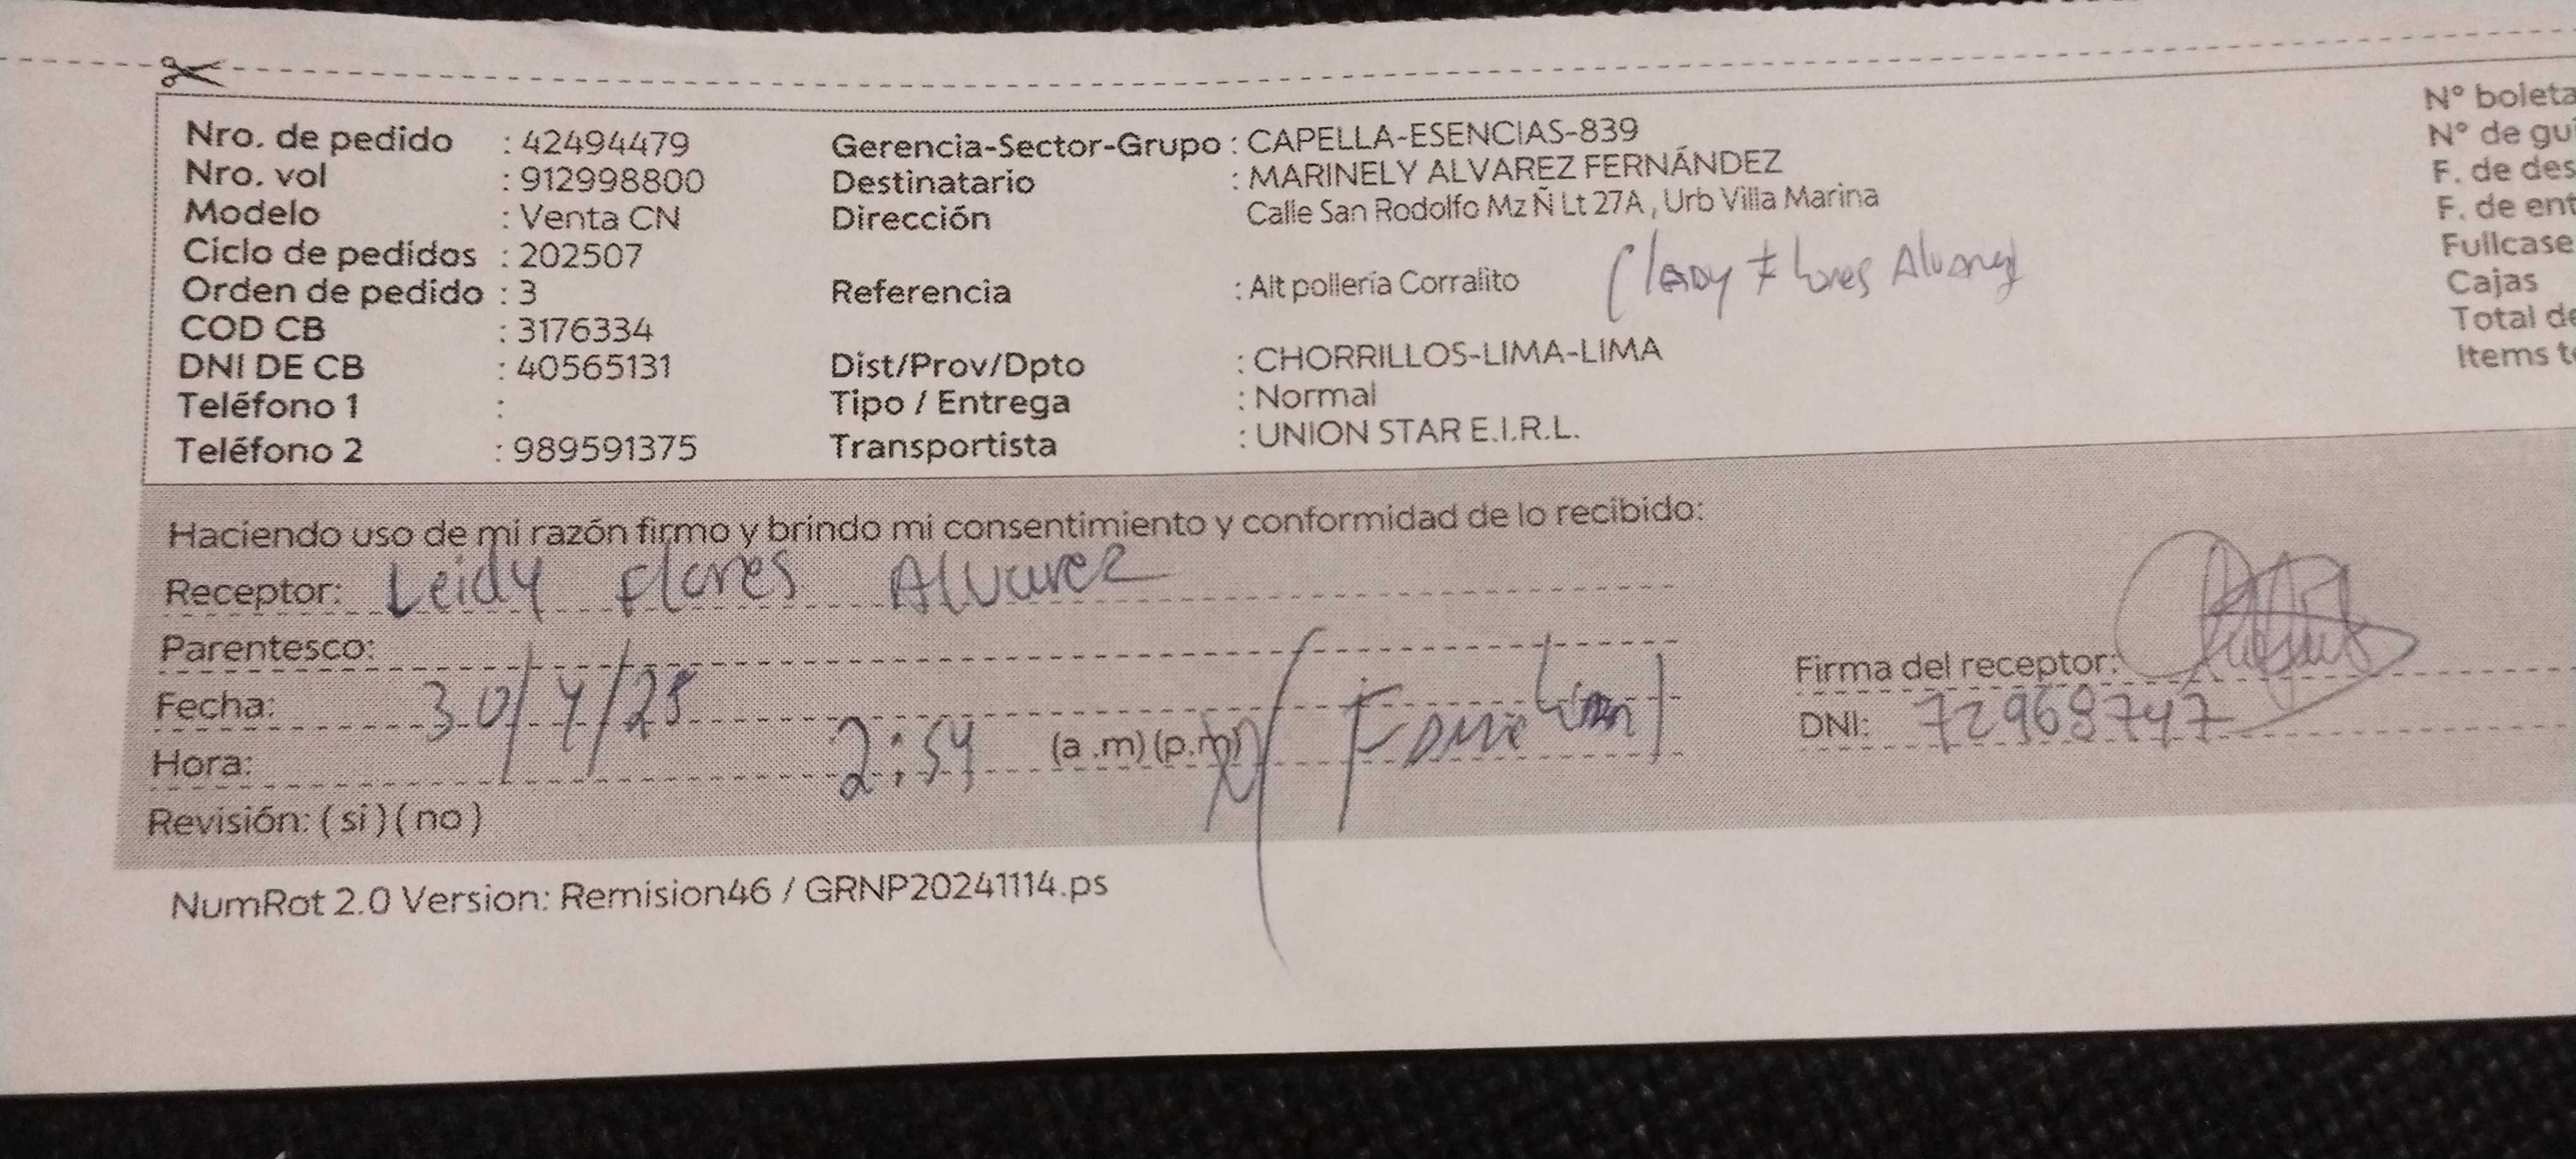 Nro. de pedido : 42494479
Nro. vol : 912998800
Modelo : Venta CN
Ciclo de pedidos : 202507
Orden de pedido : 3
COD CB : 3176334
DNI DE CB : 40565131
Teléfono 1 :
Teléfono 2 : 989591375
Gerencia-Sector-Grupo : CAPELLA-ESENCIAS-839
Destinatario : MARINELY ALVAREZ FERNÁNDEZ
Dirección Calle San Rodolfo Mz Ñ Lt 27A , Urb Villa Marina
Referencia : Alt pollería Corralito
Flores Alvarez
Dist/Prov/Dpto : CHORRILLOS-LIMA-LIMA
Tipo / Entrega : Normal
Transportista : UNION STAR E.I.R.L.
N° boleta
N° de gu
F. de des
F. de ent
Fullcase
Cajas
Total de
Items t
Haciendo uso de mi razón firmo y brindo mi consentimiento y conformidad de lo recibido:
Receptor: Leidy Flores Alvarez
Parentesco:
Fecha: 30/4/25
Hora: 2:54 (a .m) (p.m)
Revisión: ( si ) ( no )
Firma del receptor:
DNI:
NumRot 2.0 Version: Remision46 / GRNP20241114.ps